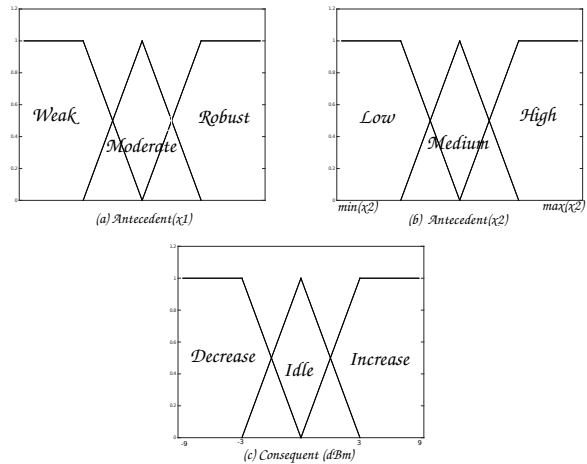 1.2
1
0.8
0.6
0.4
0.2
0
Weak
Moderate
Robust
(a) Antecedent(x1)
1.2
1
0.8
0.6
0.4
0.2
0
Low
Medium
High
min(x2)
max(x2)
(b) Antecedent(x2)
1.2
1
0.8
0.6
0.4
0.2
0
Decrease
Idle
Increase
-9
-3
3
9
(c) Consequent (dBm)